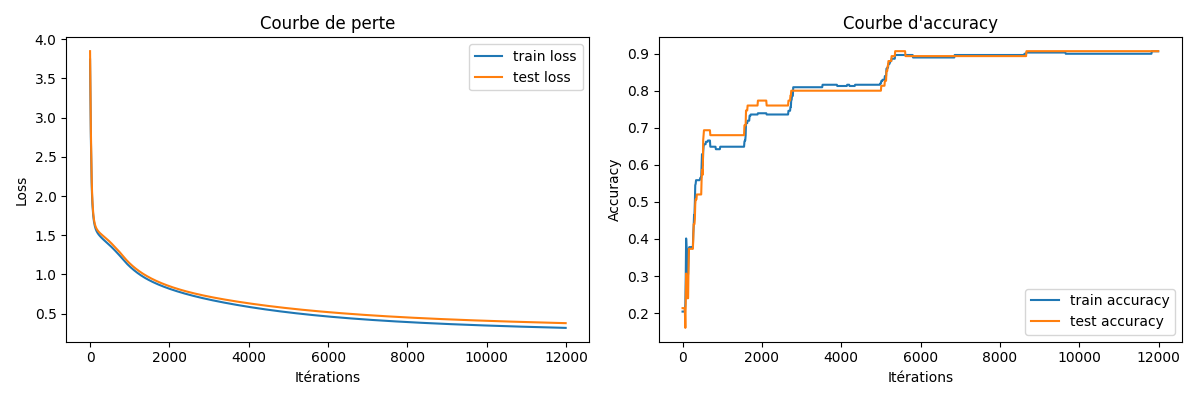 Courbe de perte
4.0
3.5
3.0
2.5
2.0
1.5
1.0
0.5
Loss
train loss
test loss
0 2000 4000 6000 8000 10000 12000
Itérations
Courbe d'accuracy
0.9
0.8
0.7
0.6
0.5
0.4
0.3
0.2
Accuracy
train accuracy
test accuracy
0 2000 4000 6000 8000 10000 12000
Itérations